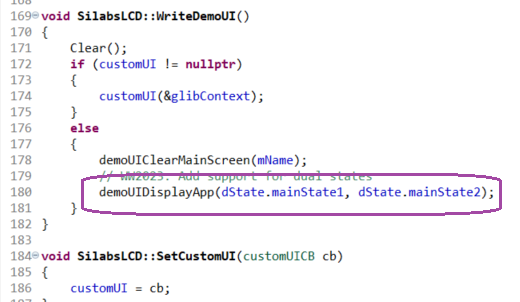 169 void SilabsLCD::WriteDemoUI()
170 {
171 Clear();
172 if (customUI != nullptr)
173 {
174 customUI(&glibContext);
175 }
176 else
177 {
178 demoUIClearMainScreen(mName);
179 // WW2023: Add support for dual states
180 demoUIDisplayApp(dState.mainState1, dState.mainState2);
181 }
182 }
183
184 void SilabsLCD::SetCustomUI(customUICB cb)
185 {
186 customUI = cb;